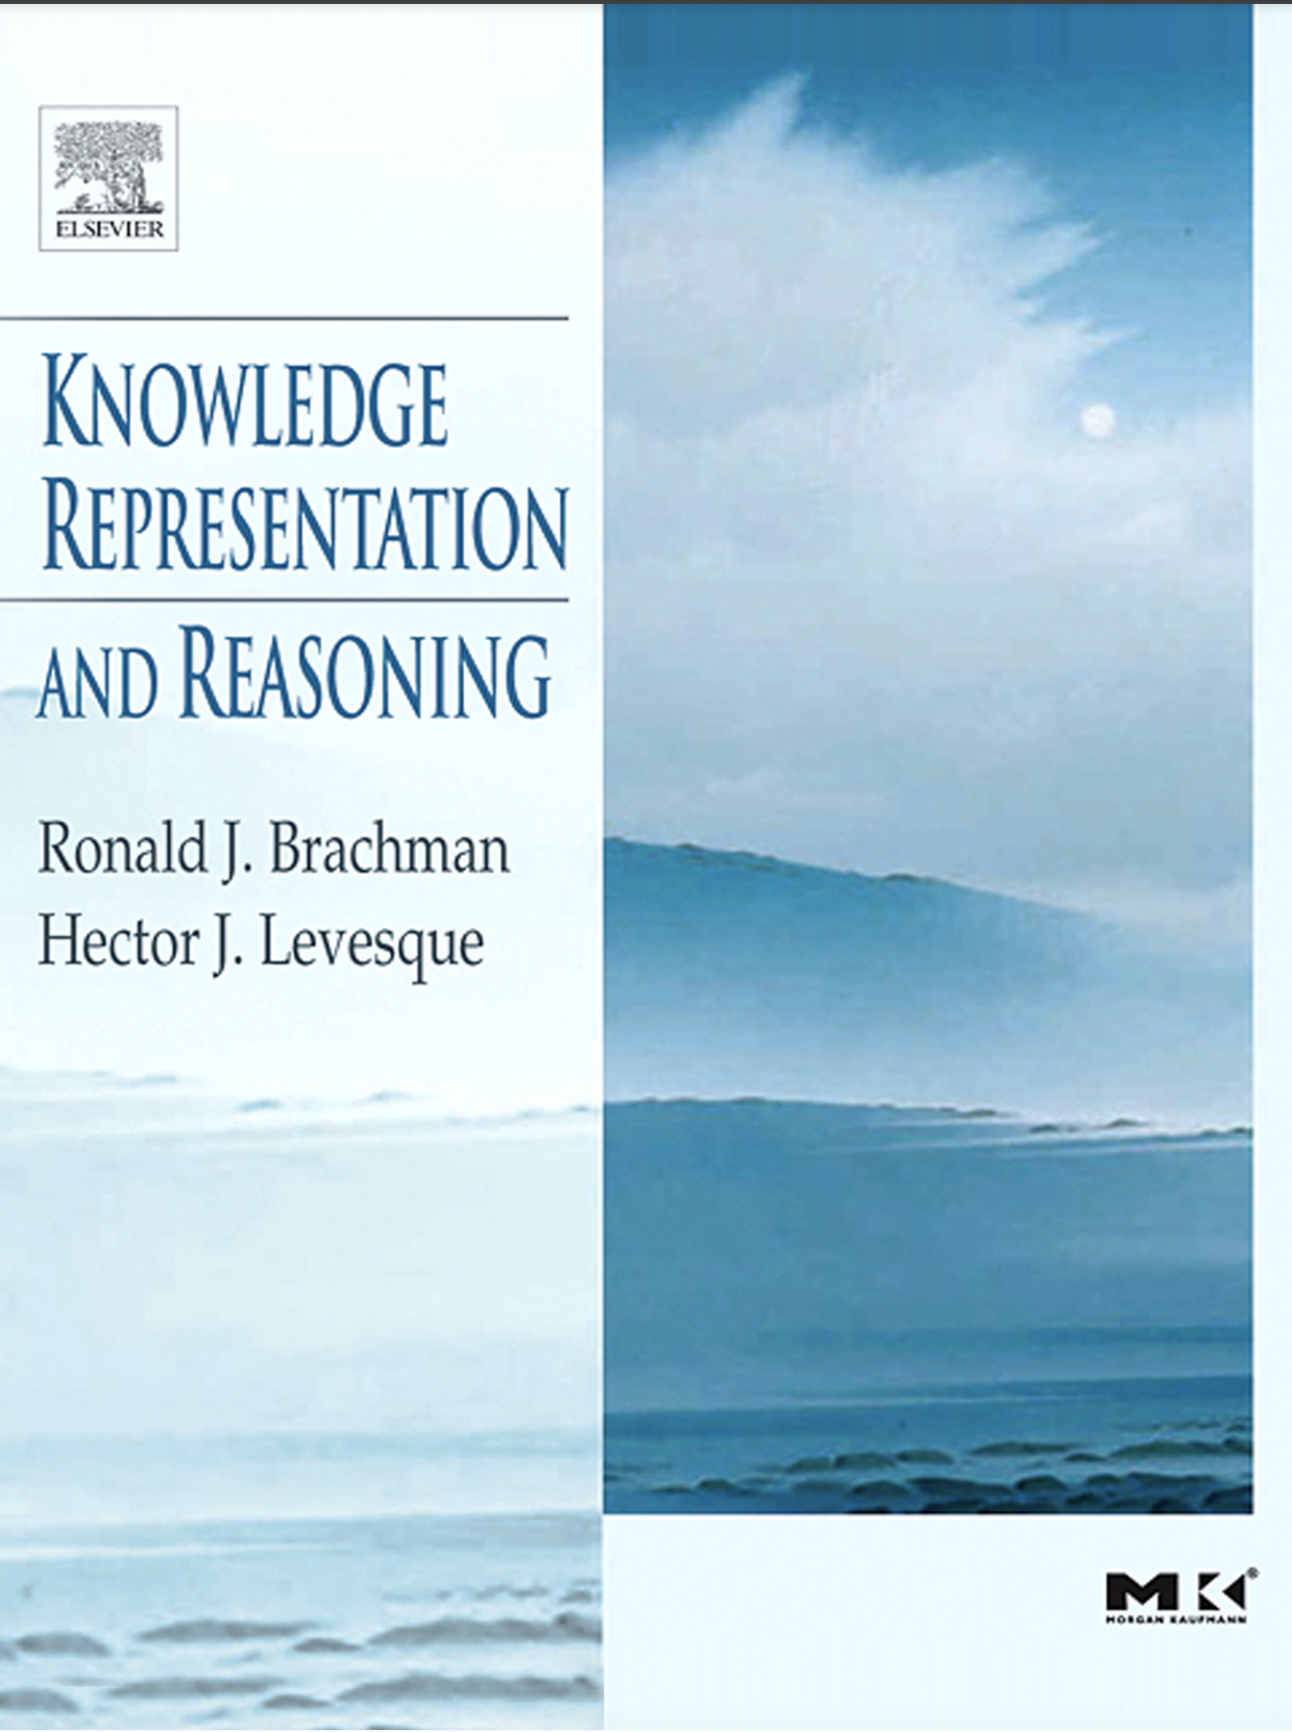 ELSEVIER
KNOWLEDGE
REPRESENTATION
AND REASONING
Ronald J. Brachman
Hector J. Levesque
MK®
MORGAN KAUFMANN